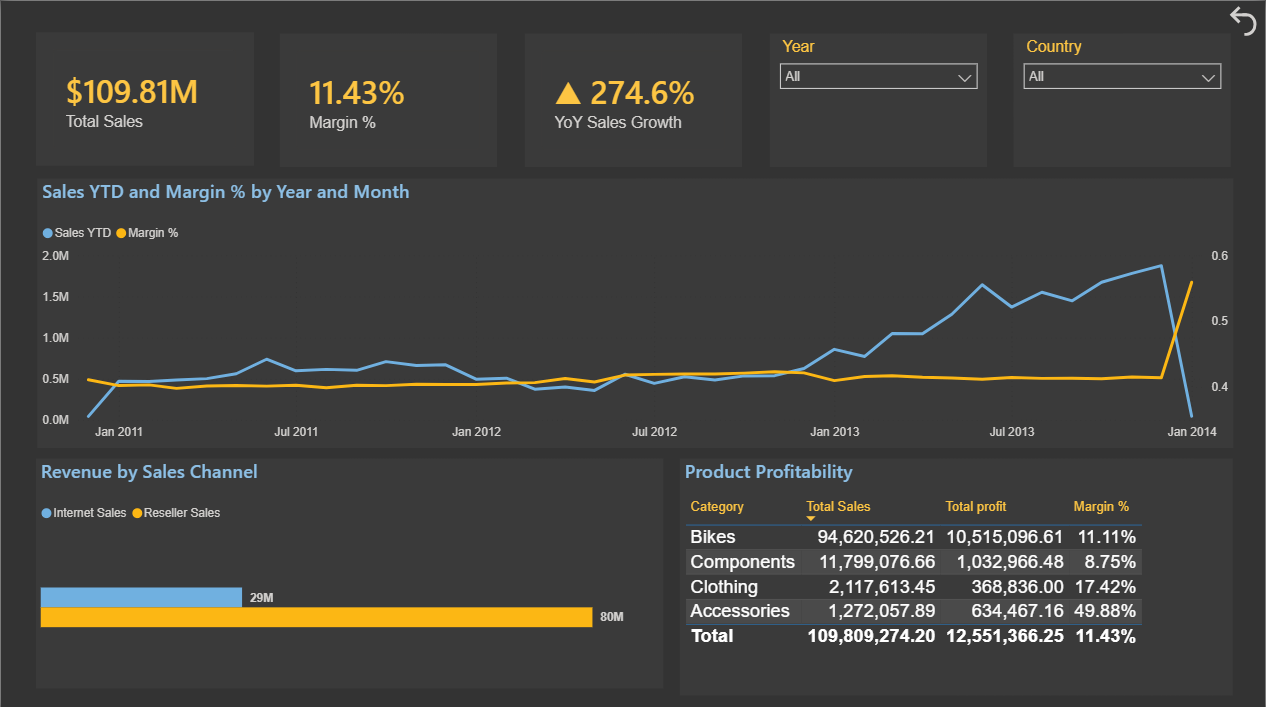 $109.81M
Total Sales
11.43%
Margin %
▲ 274.6%
YoY Sales Growth
Year
All
Country
All
Sales YTD and Margin % by Year and Month
Sales YTD Margin %
2.0M
1.5M
1.0M
0.5M
0.0M
0.6
0.5
0.4
Jan 2011 Jul 2011 Jan 2012 Jul 2012 Jan 2013 Jul 2013 Jan 2014
Revenue by Sales Channel
Internet Sales Reseller Sales
29M
80M
Product Profitability
Category Total Sales Total profit Margin %
Bikes 94,620,526.21 10,515,096.61 11.11%
Components 11,799,076.66 1,032,966.48 8.75%
Clothing 2,117,613.45 368,836.00 17.42%
Accessories 1,272,057.89 634,467.16 49.88%
Total 109,809,274.20 12,551,366.25 11.43%